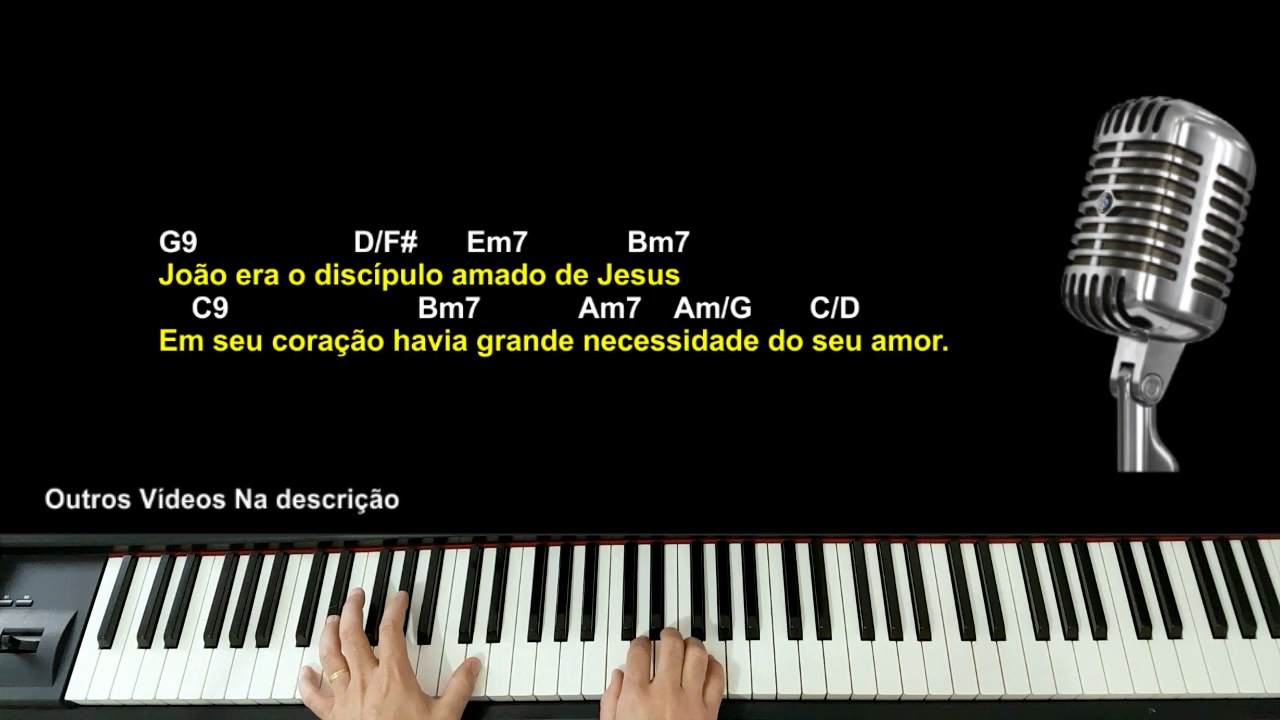 G9 D/F# Em7 Bm7
João era o discípulo amado de Jesus
C9 Bm7 Am7 Am/G C/D
Em seu coração havia grande necessidade do seu amor.
Outros Vídeos Na descrição